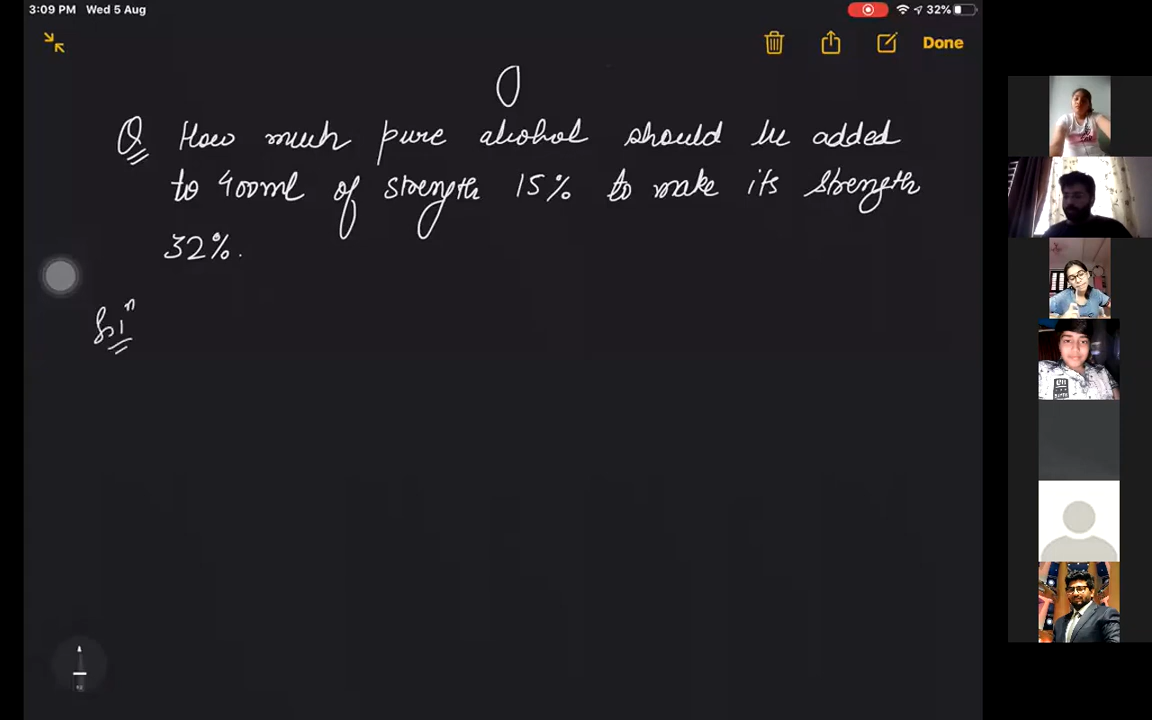 3:09 PM Wed 5 Aug
32%
Done
Q How much pure alcohol should be added
to 400ml of strength 15% to make its strength
32%.
Solⁿ